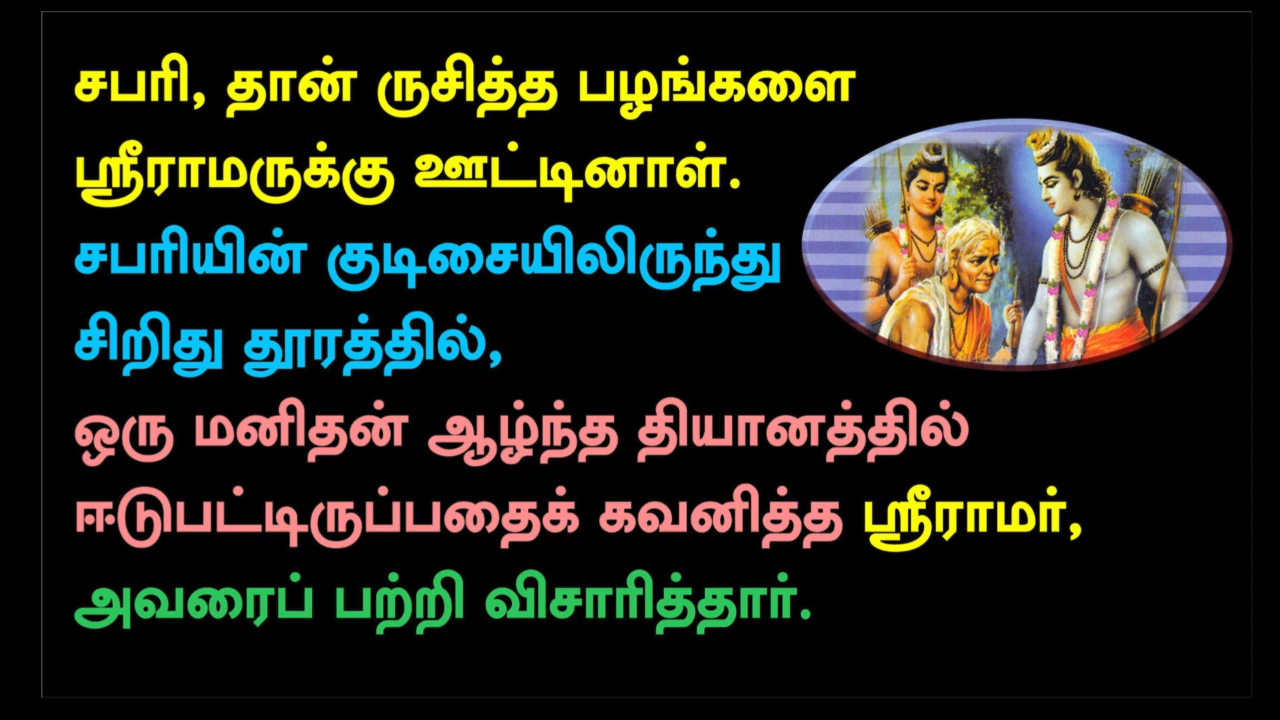 சபரி, தான் ருசித்த பழங்களை
ஸ்ரீராமருக்கு ஊட்டினாள்.
சபரியின் குடிசையிலிருந்து
சிறிது தூரத்தில்,
ஒரு மனிதன் ஆழ்ந்த தியானத்தில்
ஈடுபட்டிருப்பதைக் கவனித்த ஸ்ரீராமர்,
அவரைப் பற்றி விசாரித்தார்.